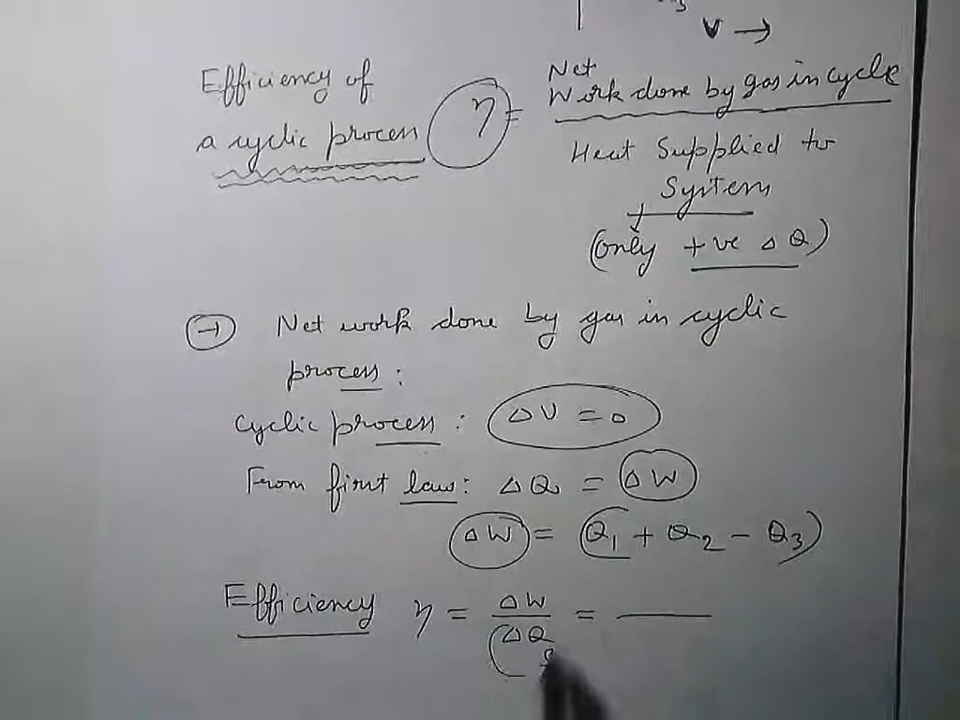 V →
Efficiency of
a cyclic process η = Net Work done by gas in cycle
Heat Supplied to
System
(only +ve ΔQ)
→ Net work done by gas in cyclic
process :
Cyclic process : ΔU = 0
From first law : ΔQ = ΔW
ΔW = (Q1 + Q2 - Q3)
Efficiency η = ΔW / (ΔQ =